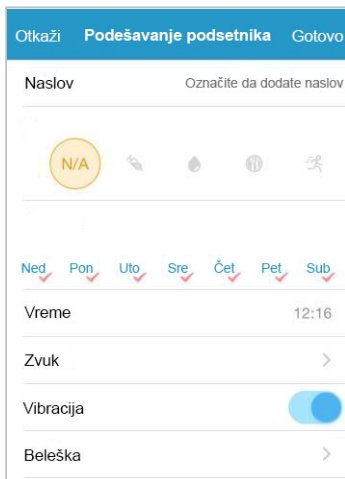 Otkaži Podešavanje podsetnika Gotovo
Naslov Označite da dodate naslov
N/A
Ned Pon Uto Sre Čet Pet Sub
Vreme 12:16
Zvuk
Vibracija
Beleška